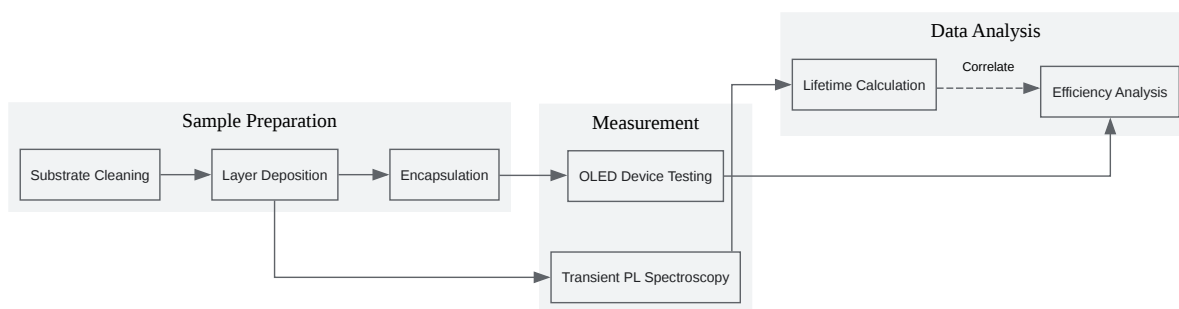 Data Analysis
Lifetime Calculation
Correlate
Efficiency Analysis
Sample Preparation
Substrate Cleaning
Layer Deposition
Encapsulation
Measurement
OLED Device Testing
Transient PL Spectroscopy